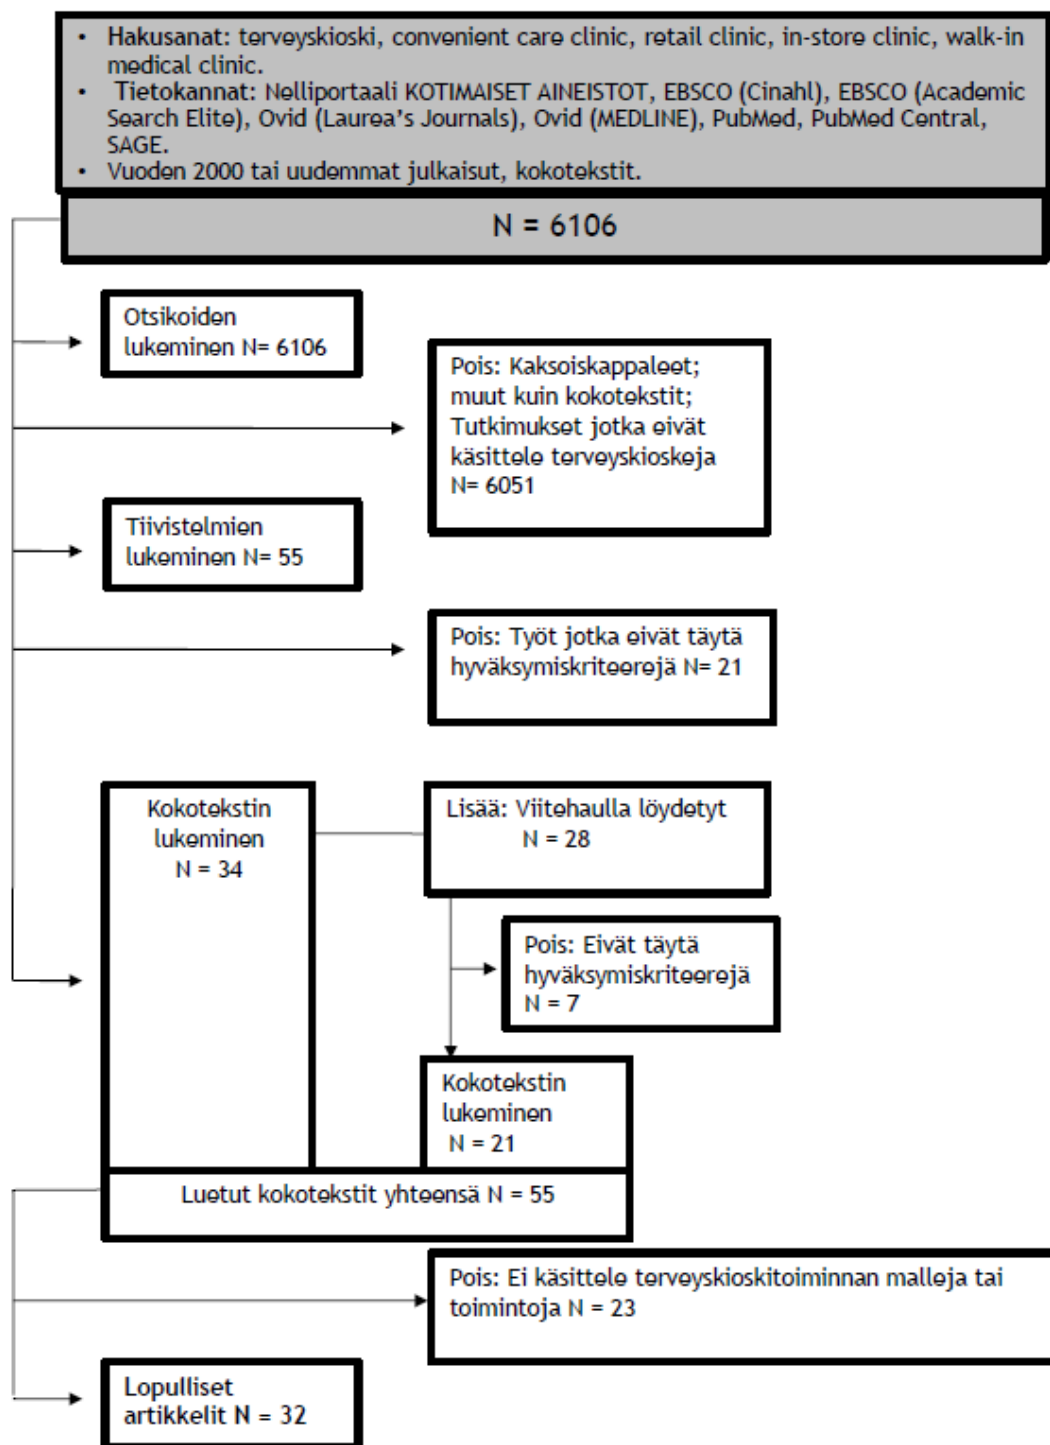 • Hakusanat: terveyskioski, convenient care clinic, retail clinic, in-store clinic, walk-in
medical clinic.
• Tietokannat: Nelliportaali KOTIMAISET AINEISTOT, EBSCO (Cinahl), EBSCO (Academic
Search Elite), Ovid (Laurea’s Journals), Ovid (MEDLINE), PubMed, PubMed Central,
SAGE.
• Vuoden 2000 tai uudemmat julkaisut, kokotekstit.
N = 6106
Otsikoiden
lukeminen N= 6106
Pois: Kaksoiskappaleet;
muut kuin kokotekstit;
Tutkimukset jotka eivät
käsittele terveyskioskeja
N= 6051
Tiivistelmien
lukeminen N= 55
Pois: Työt jotka eivät täytä
hyväksymiskriteerejä N= 21
Kokotekstin
lukeminen
N = 34
Lisää: Viitehaulla löydetyt
N = 28
Pois: Eivät täytä
hyväksymiskriteerejä
N = 7
Kokotekstin
lukeminen
N = 21
Luetut kokotekstit yhteensä N = 55
Pois: Ei käsittele terveyskioskitoiminnan malleja tai
toimintoja N = 23
Lopulliset
artikkelit N = 32